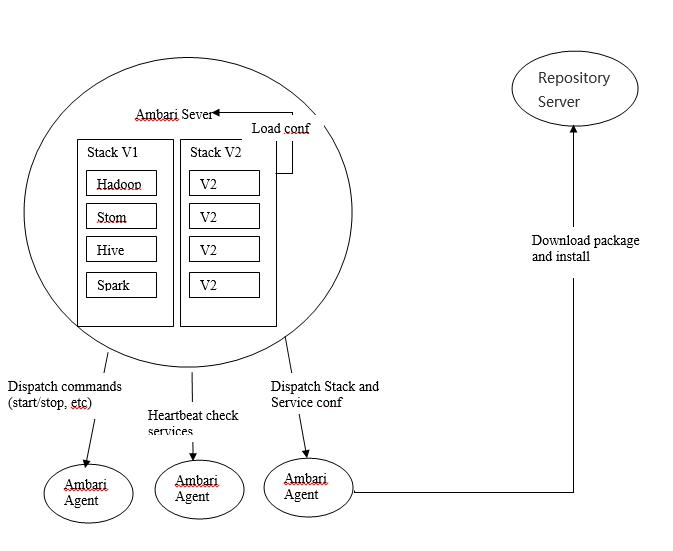 Repository
Server
Ambari Sever
Load conf
Stack V1
Stack V2
Hadoop
V2
Stom
V2
Hive
V2
Spark
V2
Download package
and install
Dispatch commands
(start/stop, etc)
Heartbeat check
services
Dispatch Stack and
Service conf
Ambari
Agent
Ambari
Agent
Ambari
Agent